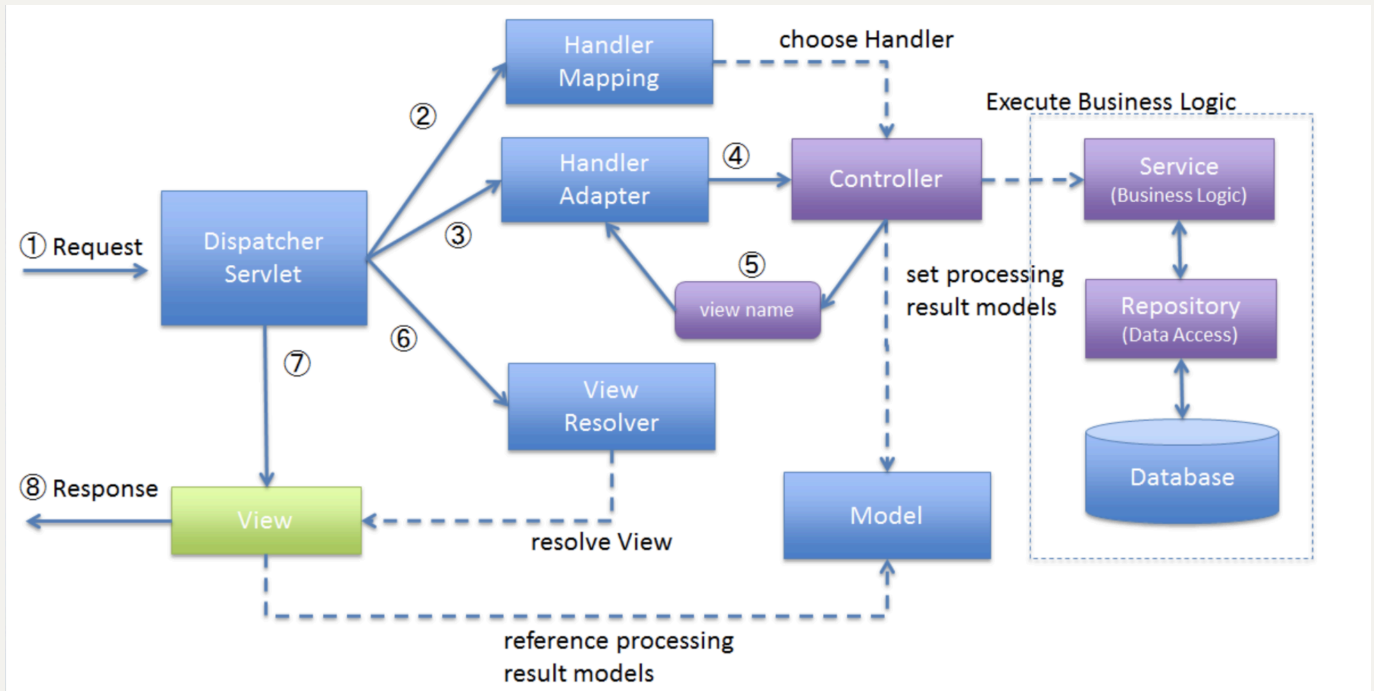 Handler
Mapping
choose Handler
②
Execute Business Logic
Handler
Adapter
④
Controller
Service
(Business Logic)
① Request
Dispatcher
Servlet
③
⑤
view name
set processing
result models
Repository
(Data Access)
⑥
⑦
View
Resolver
Database
⑧ Response
View
resolve View
Model
reference processing
result models